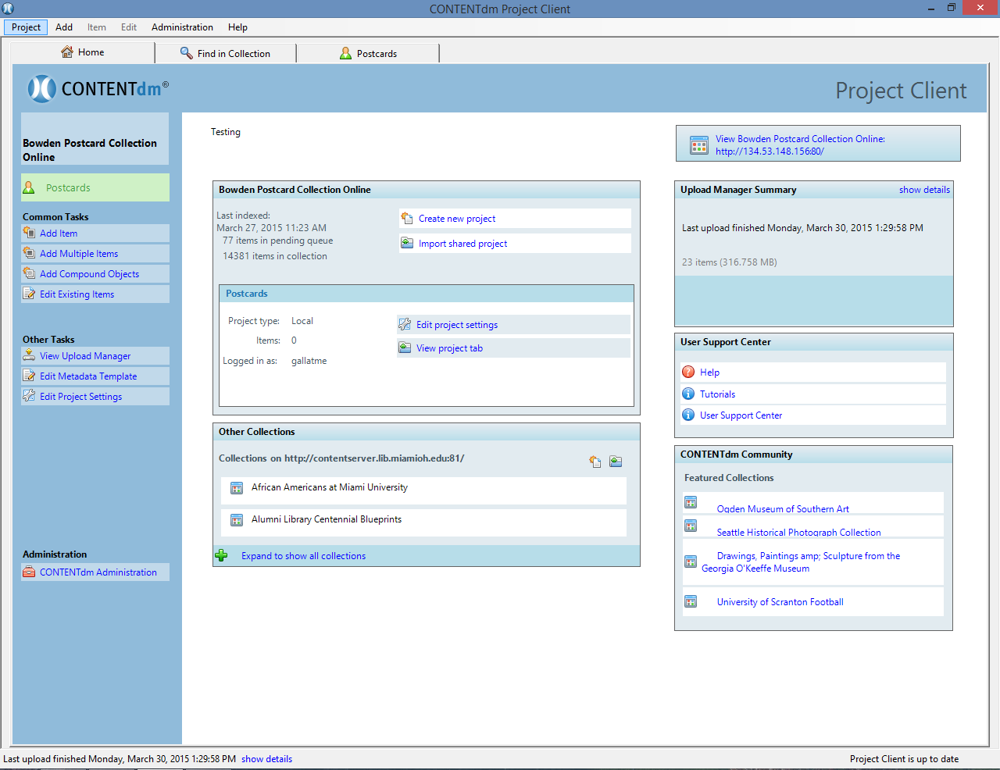 CONTENTdm Project Client
Project Add Item Edit Administration Help
Home Find in Collection Postcards
CONTENTdm® Project Client
Bowden Postcard Collection
Online
Postcards
Common Tasks
Add Item
Add Multiple Items
Add Compound Objects
Edit Existing Items
Other Tasks
View Upload Manager
Edit Metadata Template
Edit Project Settings
Administration
CONTENTdm Administration
Testing
Bowden Postcard Collection Online
Last indexed:
March 27, 2015 11:23 AM
77 items in pending queue
14381 items in collection
Create new project
Import shared project
Postcards
Project type: Local
Items: 0
Logged in as: gallatme
Edit project settings
View project tab
Other Collections
Collections on http://contentserver.lib.miamioh.edu:81/
African Americans at Miami University
Alumni Library Centennial Blueprints
Expand to show all collections
View Bowden Postcard Collection Online:
http://134.53.148.156:80/
Upload Manager Summary show details
Last upload finished Monday, March 30, 2015 1:29:58 PM
23 items (316.758 MB)
User Support Center
Help
Tutorials
User Support Center
CONTENTdm Community
Featured Collections
Ogden Museum of Southern Art
Seattle Historical Photograph Collection
Drawings, Paintings amp; Sculpture from the
Georgia O'Keeffe Museum
University of Scranton Football
Last upload finished Monday, March 30, 2015 1:29:58 PM show details
Project Client is up to date